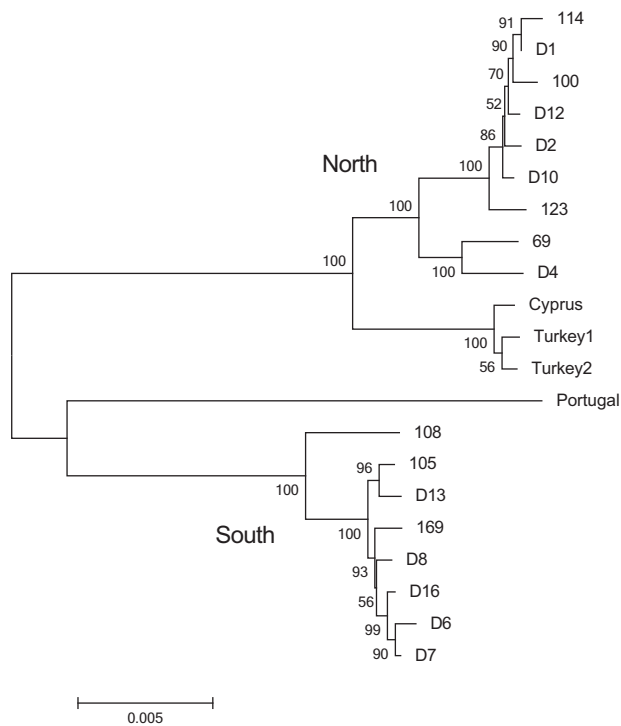 114
91
D1
90
100
70
D12
52
D2
86
D10
North
100
123
100
69
100
100
D4
Cyprus
100
Turkey1
56
Turkey2
Portugal
108
105
96
D13
100
South
100
169
D8
93
D16
56
D6
99
D7
90
0.005